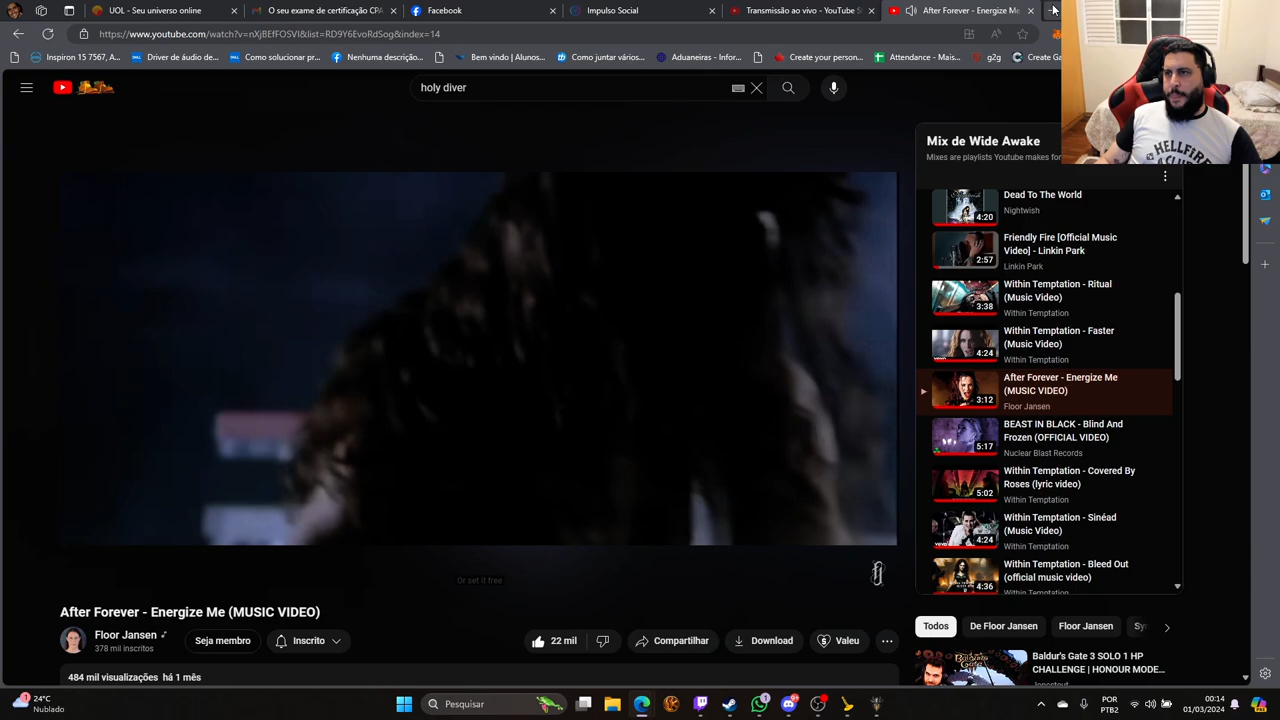 UOL - Seu universo online
O seu exame de certificação CPA
Facebook
Impulso Social
Transmissão ao vivo - YouTube S
After Forever - Energize Me (M
https://www.youtube.com/watch?v=
Inspiron 15 7567, A...
Driver de áudio de...
Como conjurar pristino...
Bem vindo Alunos...
Como juntar vários...
Aduaneiras - Infor...
Create your person...
Attendance - Mais...
g2g
Create Ga
holy diver
Mix de Wide Awake
Mixes are playlists Youtube makes for
Dead To The World
Nightwish
4:20
Friendly Fire [Official Music
Video] - Linkin Park
Linkin Park
2:57
Within Temptation - Ritual
(Music Video)
Within Temptation
3:38
Within Temptation - Faster
(Music Video)
Within Temptation
4:24
After Forever - Energize Me
(MUSIC VIDEO)
Floor Jansen
3:12
BEAST IN BLACK - Blind And
Frozen (OFFICIAL VIDEO)
Nuclear Blast Records
5:17
Within Temptation - Covered By
Roses (lyric video)
Within Temptation
5:02
Within Temptation - Sinéad
(Music Video)
Within Temptation
4:24
Within Temptation - Bleed Out
(official music video)
Within Temptation
4:36
HELLFIRE
CLUB
Or set it free
After Forever - Energize Me (MUSIC VIDEO)
Floor Jansen
378 mil inscritos
Seja membro
Inscrito
22 mil
Compartilhar
Download
Valeu
484 mil visualizações há 1 mês
Todos
De Floor Jansen
Floor Jansen
Sy
Baldur's Gate 3 SOLO 1 HP
CHALLENGE | HONOUR MODE...
24°C
Nublado
Pesquisar
POR
PTB2
00:14
01/03/2024